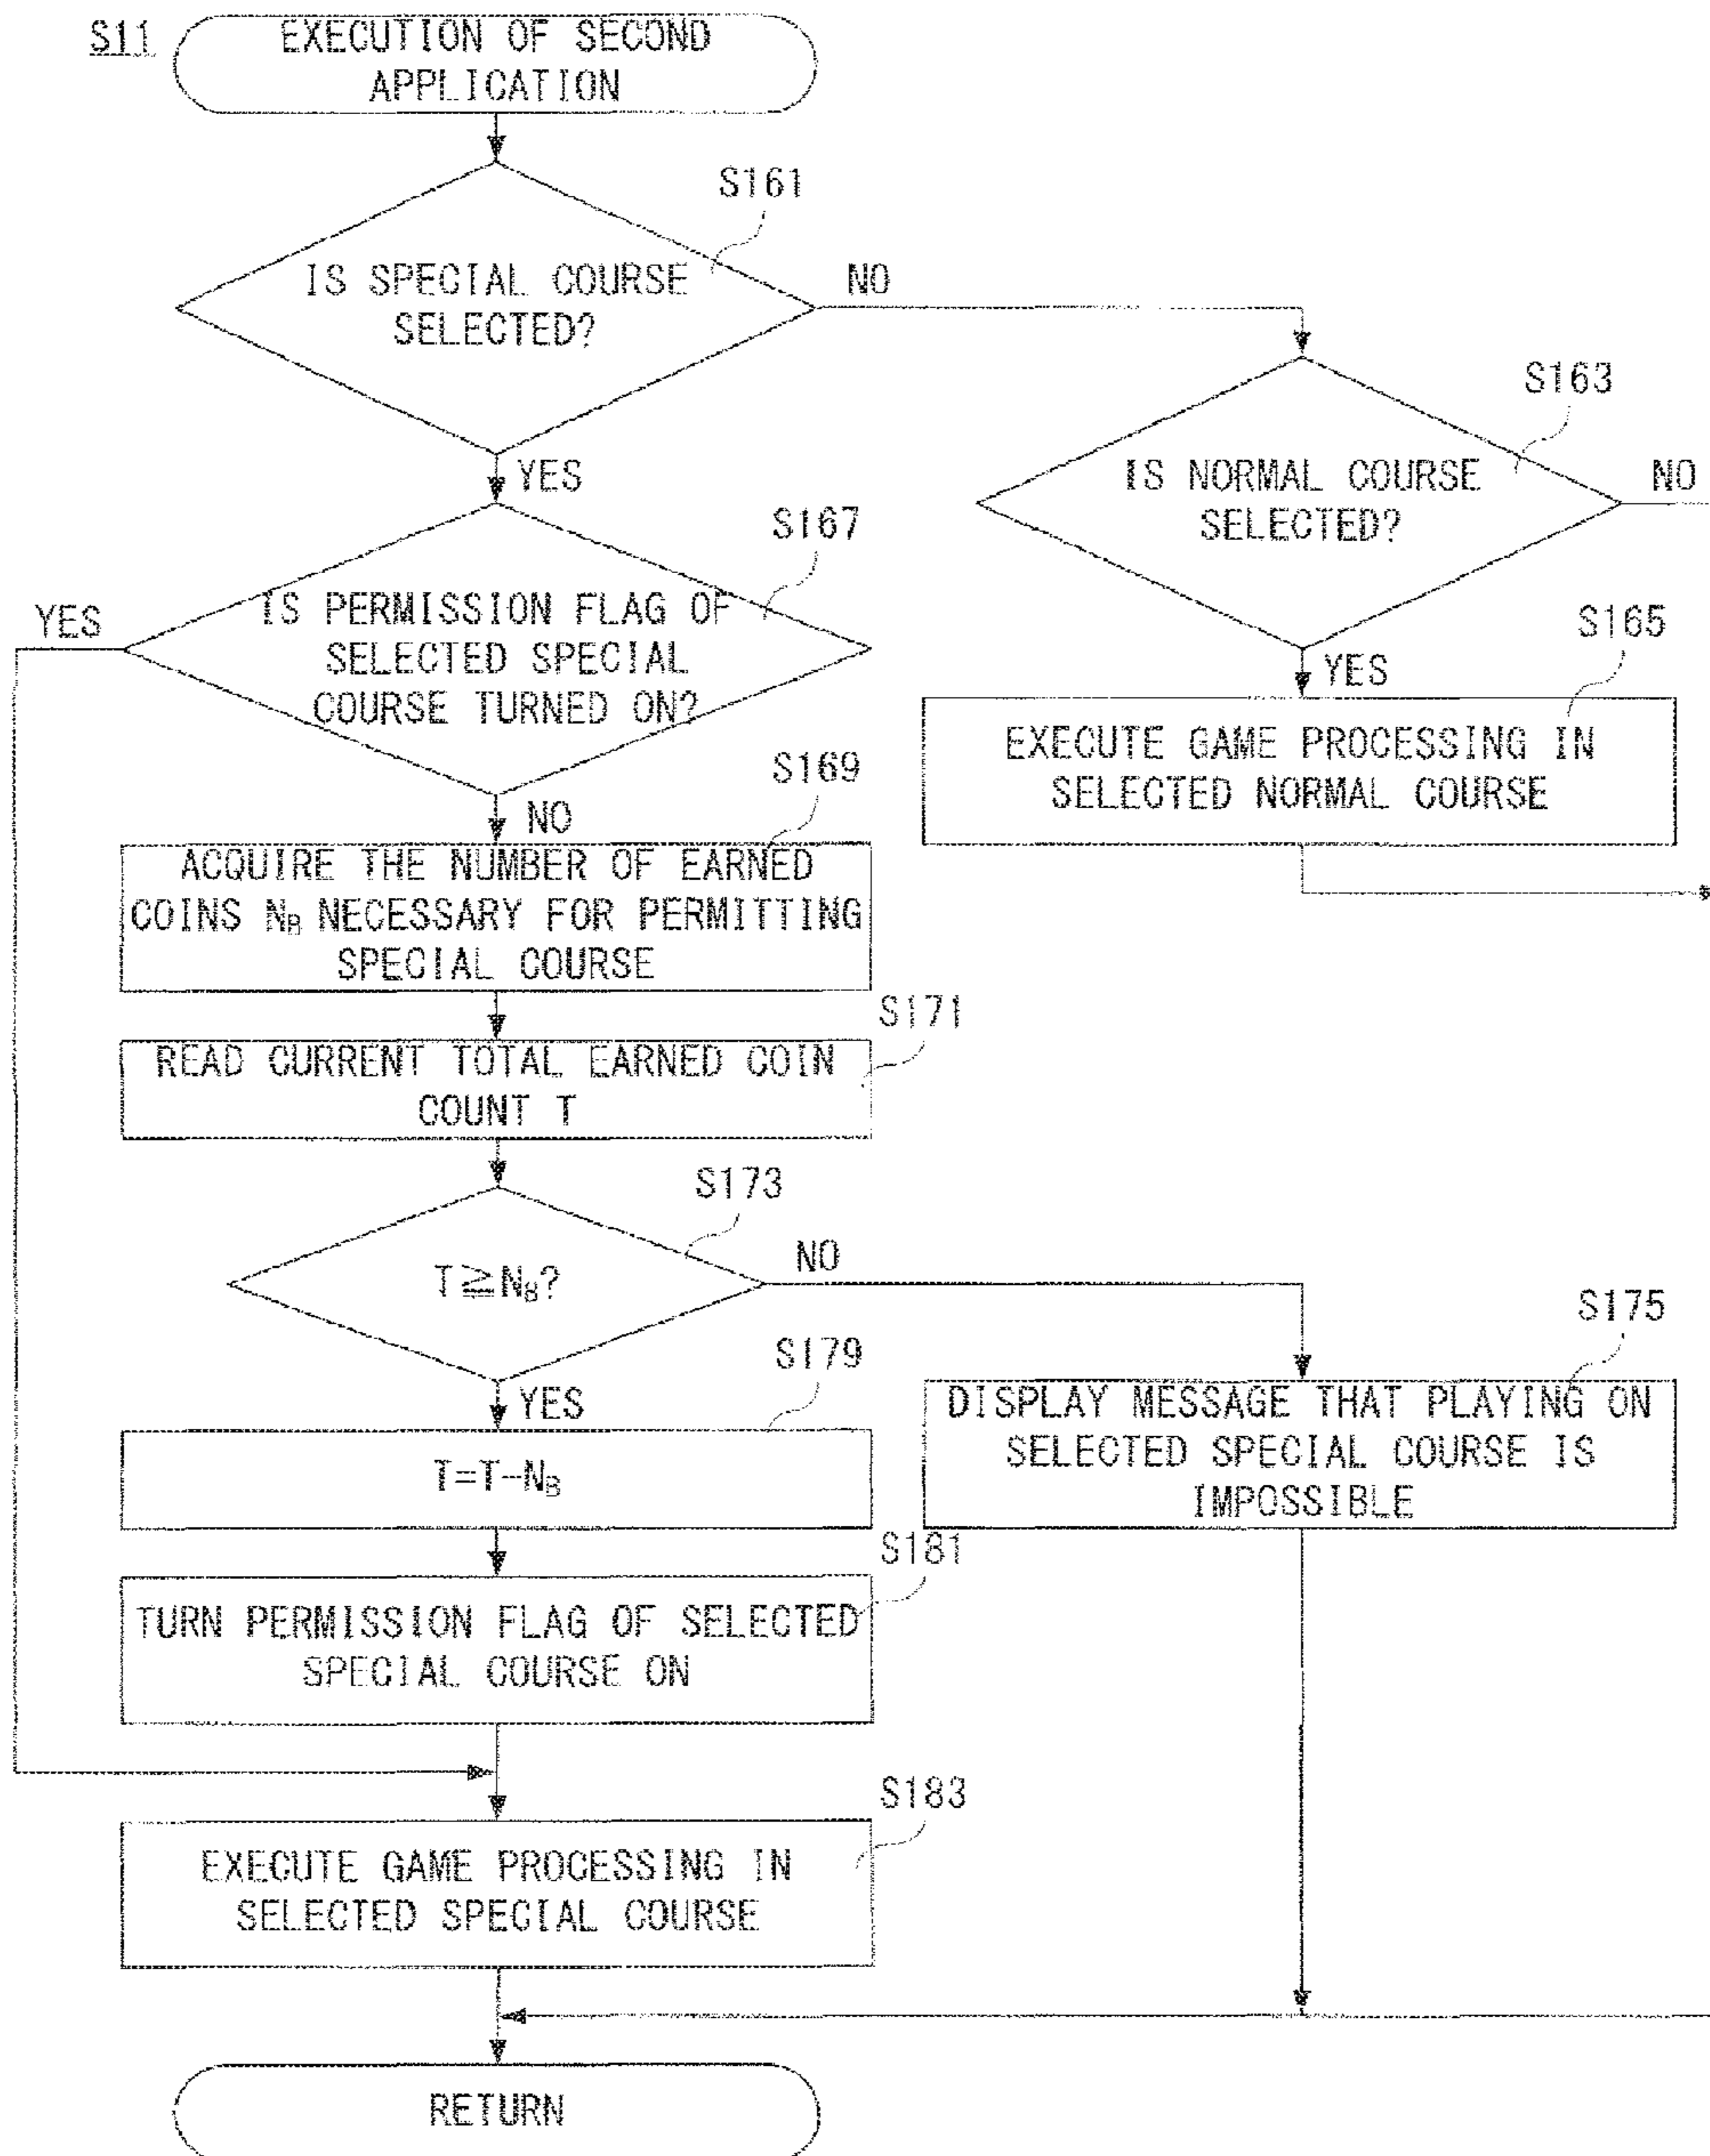 S11
EXECUTION OF SECOND
APPLICATION
S161
IS SPECIAL COURSE
SELECTED?
NO
YES
S163
IS NORMAL COURSE
SELECTED?
NO
YES
S165
EXECUTE GAME PROCESSING IN
SELECTED NORMAL COURSE
S167
IS PERMISSION FLAG OF
SELECTED SPECIAL
COURSE TURNED ON?
YES
NO
S169
ACQUIRE THE NUMBER OF EARNED
COINS NB NECESSARY FOR PERMITTING
SPECIAL COURSE
S171
READ CURRENT TOTAL EARNED COIN
COUNT T
S173
T≧NB?
NO
YES
S175
DISPLAY MESSAGE THAT PLAYING ON
SELECTED SPECIAL COURSE IS
IMPOSSIBLE
S179
T=T-NB
S181
TURN PERMISSION FLAG OF SELECTED
SPECIAL COURSE ON
S183
EXECUTE GAME PROCESSING IN
SELECTED SPECIAL COURSE
RETURN